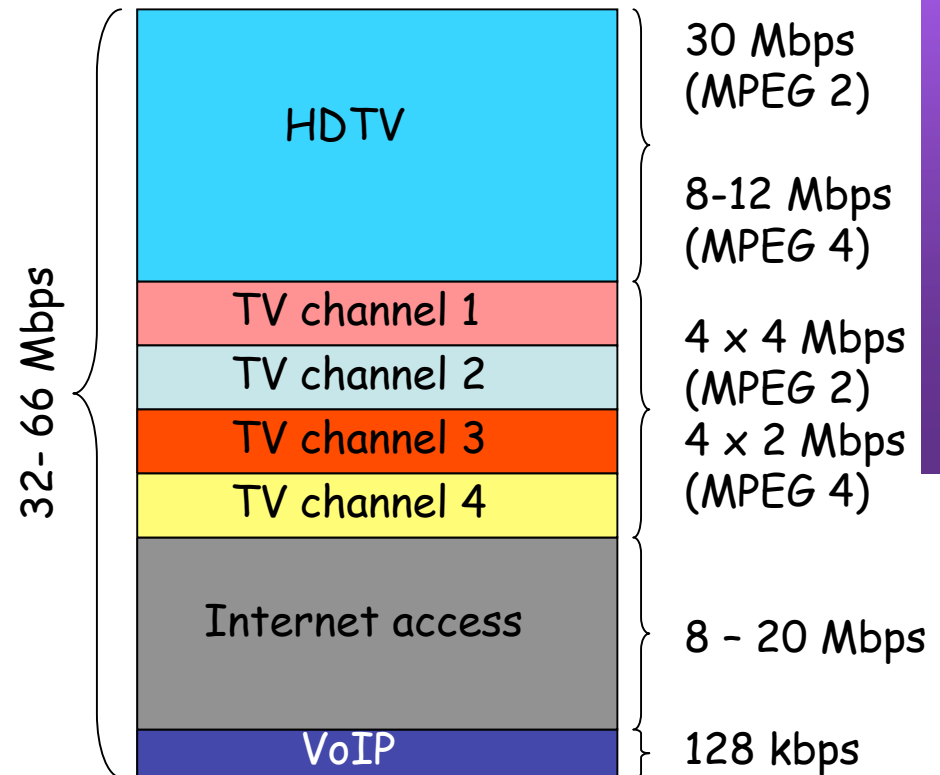 32- 66 Mbps
HDTV
30 Mbps
(MPEG 2)
8-12 Mbps
(MPEG 4)
TV channel 1
TV channel 2
TV channel 3
TV channel 4
4 x 4 Mbps
(MPEG 2)
4 x 2 Mbps
(MPEG 4)
Internet access
8 – 20 Mbps
VoIP
128 kbps